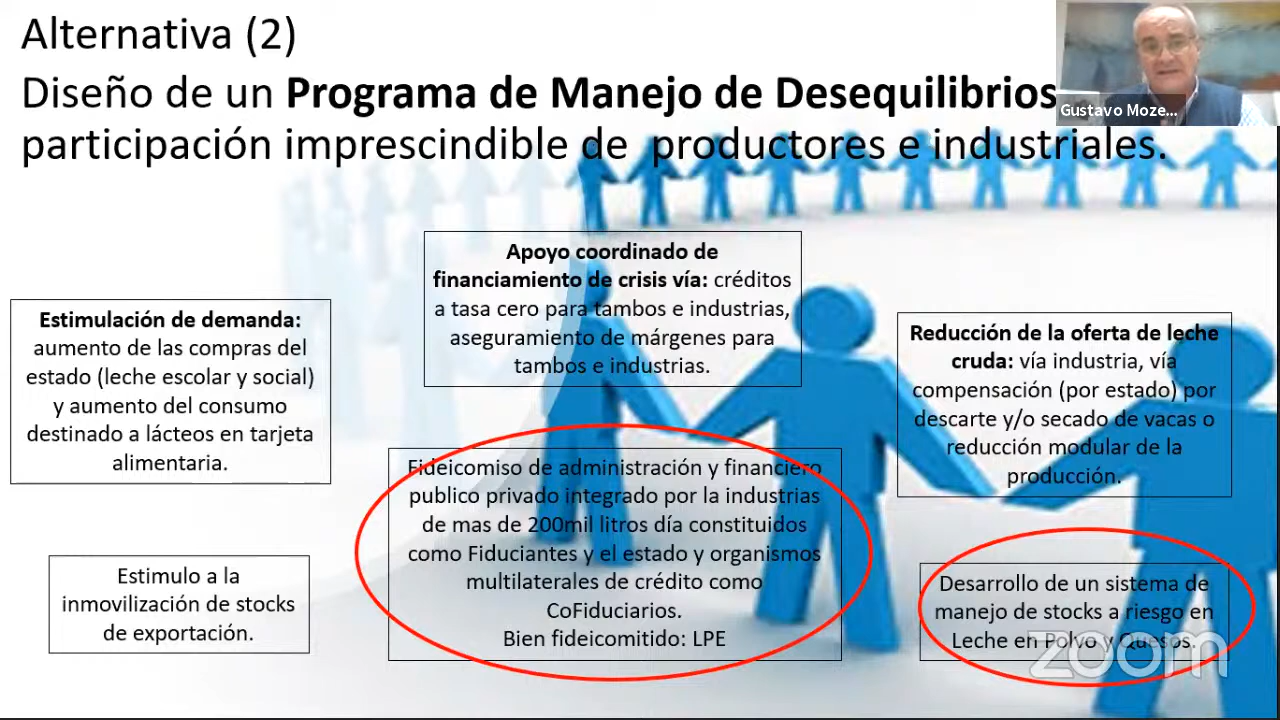 Alternativa (2)
Diseño de un Programa de Manejo de Desequilibrios
participación imprescindible de productores e industriales.
Gustavo Moze...
Apoyo coordinado de
financiamiento de crisis vía: créditos
a tasa cero para tambos e industrias,
aseguramiento de márgenes para
tambos e industrias.
Estimulación de demanda:
aumento de las compras del
estado (leche escolar y social)
y aumento del consumo
destinado a lácteos en tarjeta
alimentaria.
Reducción de la oferta de leche
cruda: vía industria, vía
compensación (por estado) por
descarte y/o secado de vacas o
reducción modular de la
producción.
Fideicomiso de administración y financiero
publico privado integrado por la industrias
de mas de 200mil litros día constituidos
como Fiduciantes y el estado y organismos
multilaterales de crédito como
CoFiduciarios.
Bien fideicomitido: LPE
Estimulo a la
inmovilización de stocks
de exportación.
Desarrollo de un sistema de
manejo de stocks a riesgo en
Leche en Polvo y Quesos.
zoom